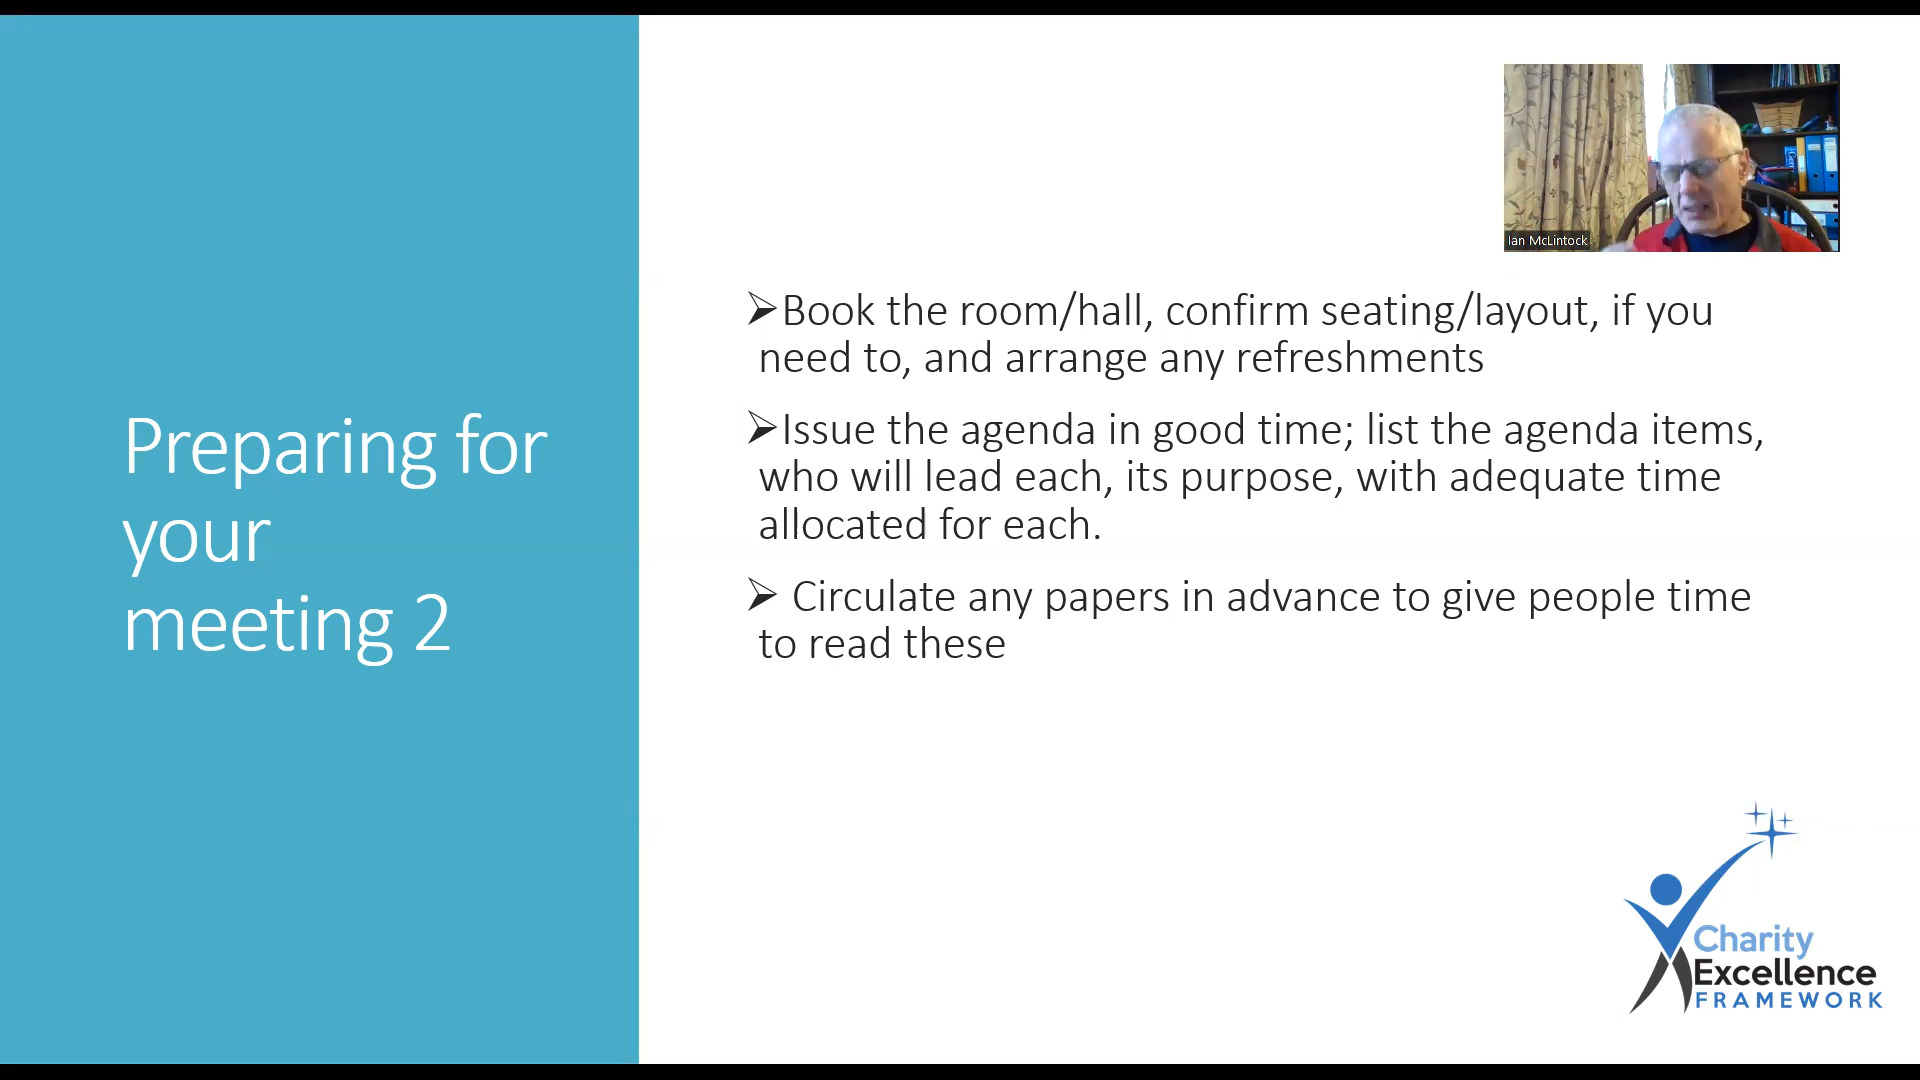 Preparing for
your
meeting 2
Ian McLintock
➢Book the room/hall, confirm seating/layout, if you
need to, and arrange any refreshments
➢Issue the agenda in good time; list the agenda items,
who will lead each, its purpose, with adequate time
allocated for each.
➢ Circulate any papers in advance to give people time
to read these
Charity
Excellence
FRAMEWORK